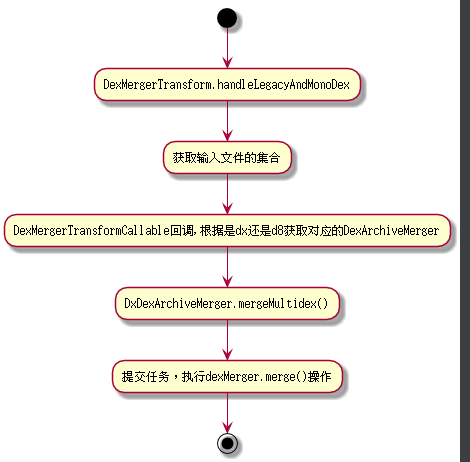 DexMergerTransform.handleLegacyAndMonoDex
获取输入文件的集合
DexMergerTransformCallable回调,根据是dx还是d8获取对应的DexArchiveMerger
DxDexArchiveMerger.mergeMultidex()
提交任务，执行dexMerger.merge()操作